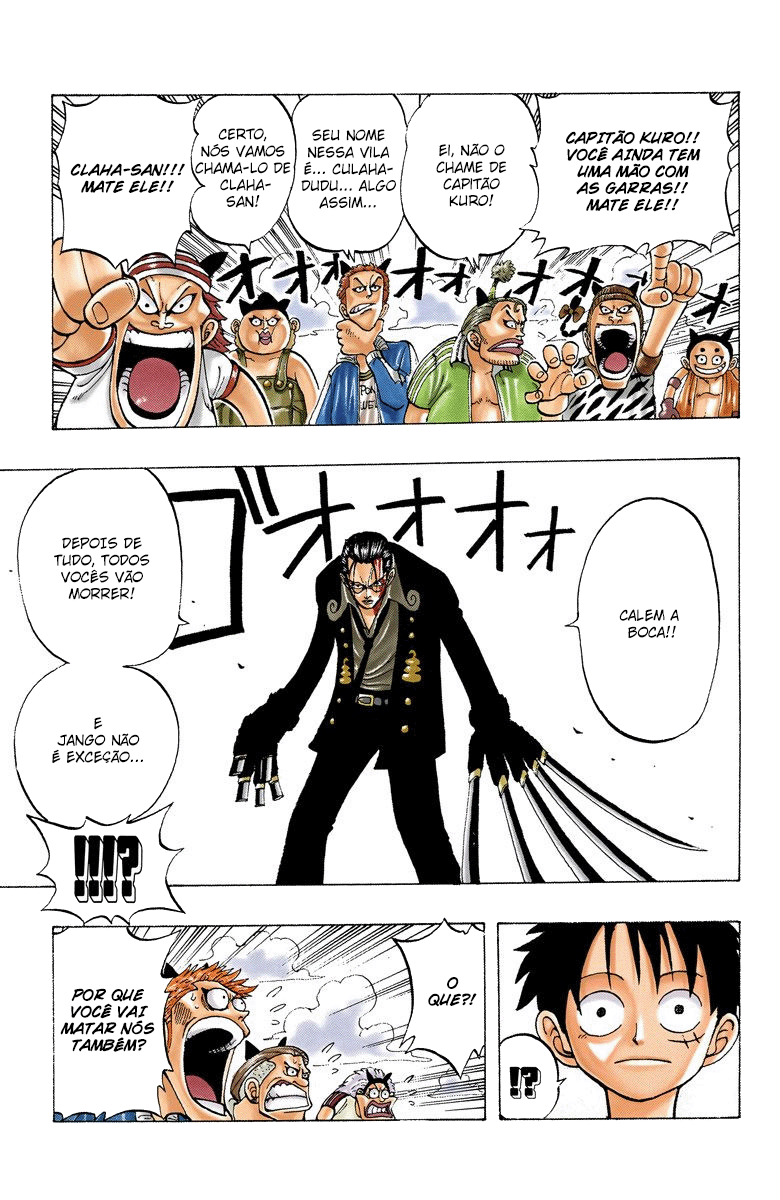 CAPITÃO KURO!!
VOCÊ AINDA TEM
UMA MÃO COM
AS GARRAS!!
MATE ELE!!
EI, NÃO O
CHAME DE
CAPITÃO
KURO!
SEU NOME
NESSA VILA
É... CULAHA-
DUDU... ALGO
ASSIM...
CERTO,
NÓS VAMOS
CHAMA-LO DE
CLAHA-
SAN!
CLAHA-SAN!!!
MATE ELE!!
オオオオオオオオ
CALEM A
BOCA!!
ゴオオオオ
DEPOIS DE
TUDO, TODOS
VOCÊS VÃO
MORRER!
E
JANGO NÃO
É EXCEÇÃO...
!!!?
!?
O
QUE?!
POR QUE
VOCÊ VAI
MATAR NÓS
TAMBÉM?